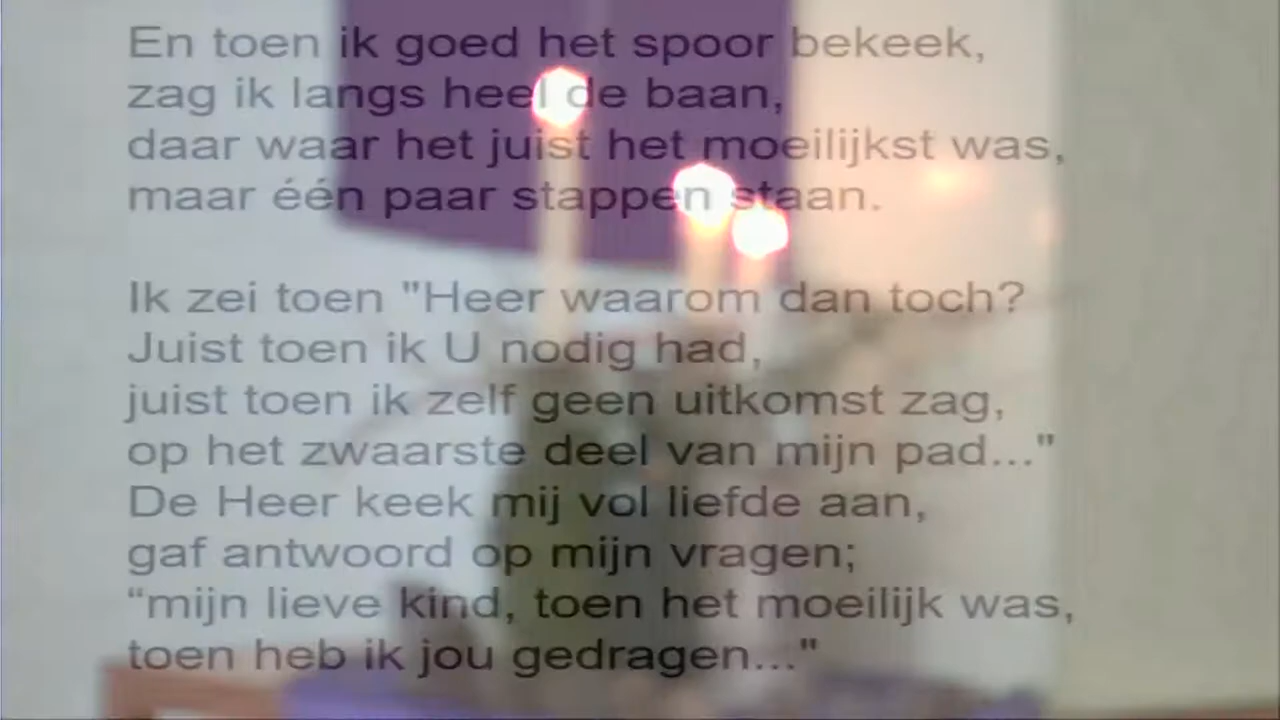 En toen ik goed het spoor bekeek,
zag ik langs heel de baan,
daar waar het juist het moeilijkst was,
maar één paar stappen staan.
Ik zei toen "Heer waarom dan toch?
Juist toen ik U nodig had,
juist toen ik zelf geen uitkomst zag,
op het zwaarste deel van mijn pad..."
De Heer keek mij vol liefde aan,
gaf antwoord op mijn vragen;
“mijn lieve kind, toen het moeilijk was,
toen heb ik jou gedragen..."